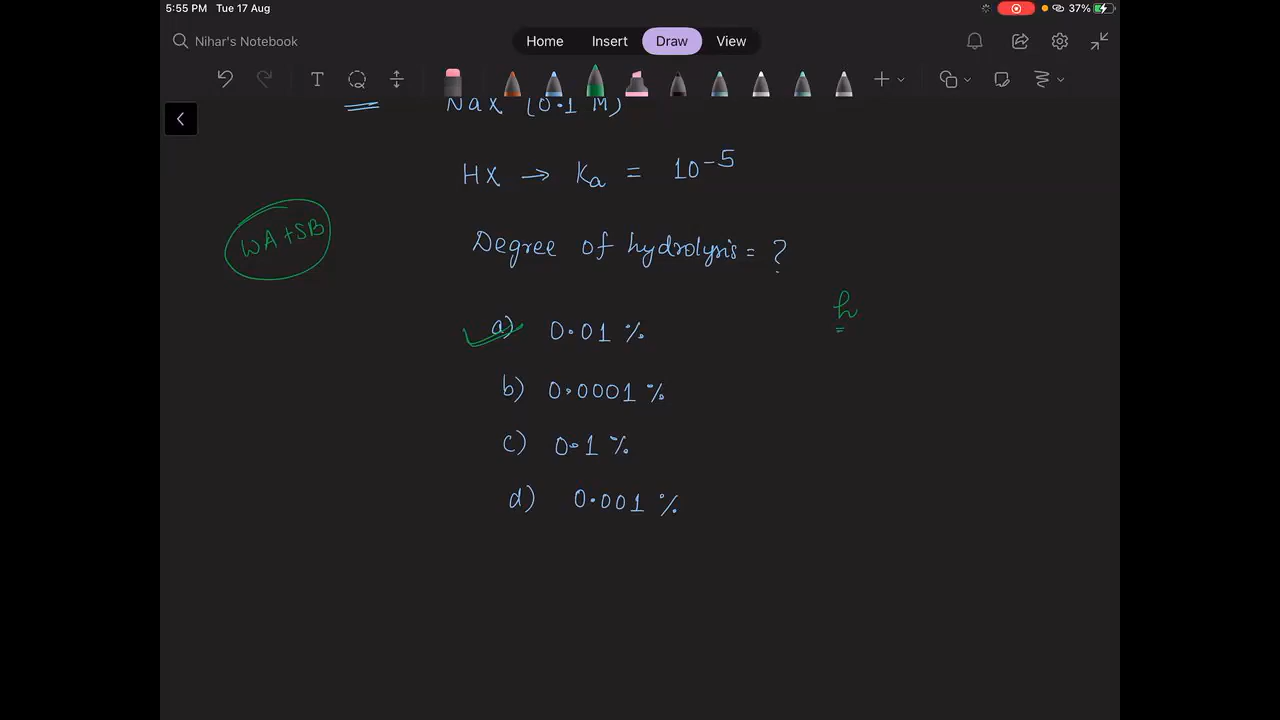 5:55 PM Tue 17 Aug
37%
Nihar's Notebook
Home Insert Draw View
NaX (0.1 M)
HX → Ka = 10⁻⁵
WA+SB
Degree of hydrolysis = ?
h
a) 0.01 %
b) 0.0001 %
c) 0.1 %
d) 0.001 %